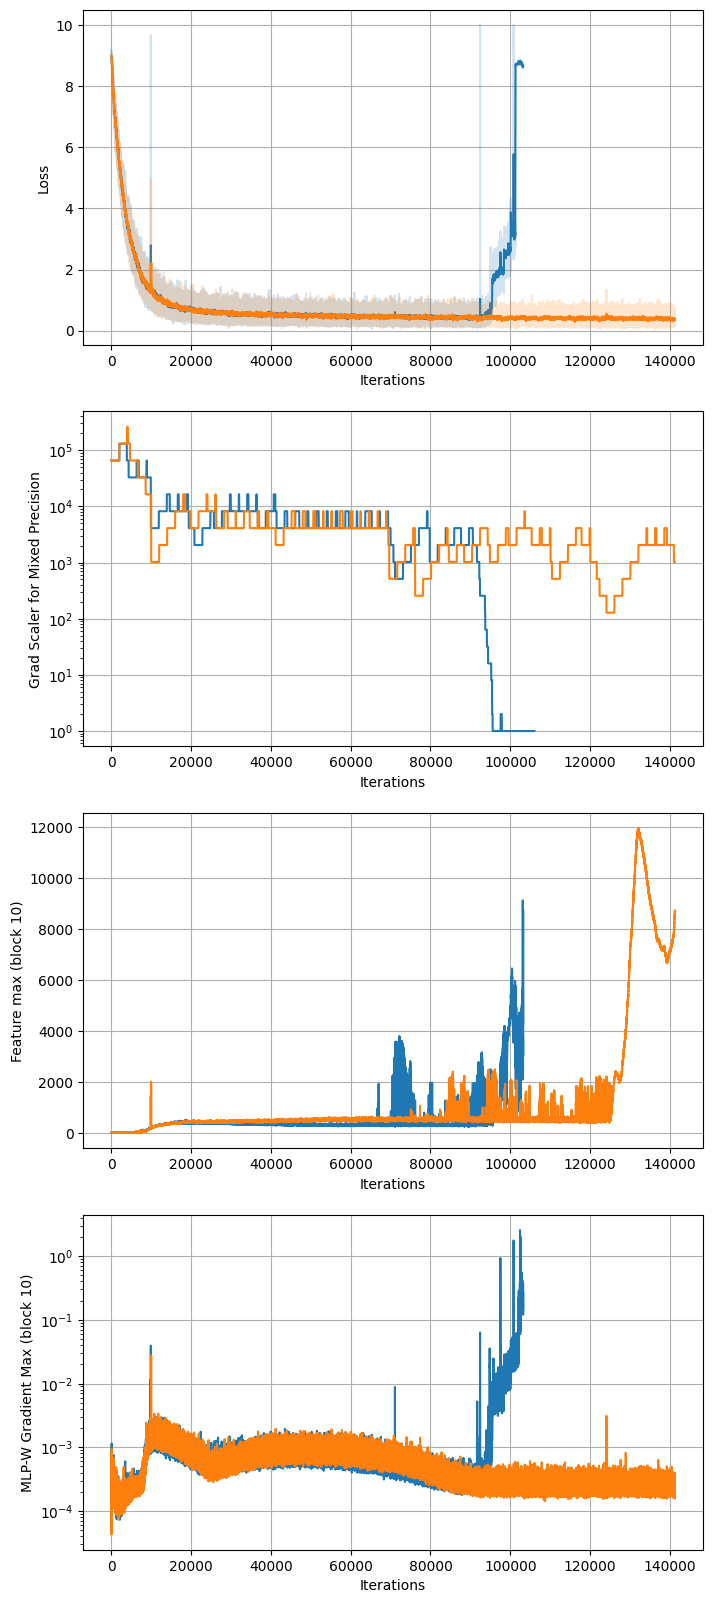 10
8
6
4
2
0
Loss
0 20000 40000 60000 80000 100000 120000 140000
Iterations
10^5
10^4
10^3
10^2
10^1
10^0
Grad Scaler for Mixed Precision
0 20000 40000 60000 80000 100000 120000 140000
Iterations
12000
10000
8000
6000
4000
2000
0
Feature max (block 10)
0 20000 40000 60000 80000 100000 120000 140000
Iterations
10^0
10^−1
10^−2
10^−3
10^−4
MLP-W Gradient Max (block 10)
0 20000 40000 60000 80000 100000 120000 140000
Iterations